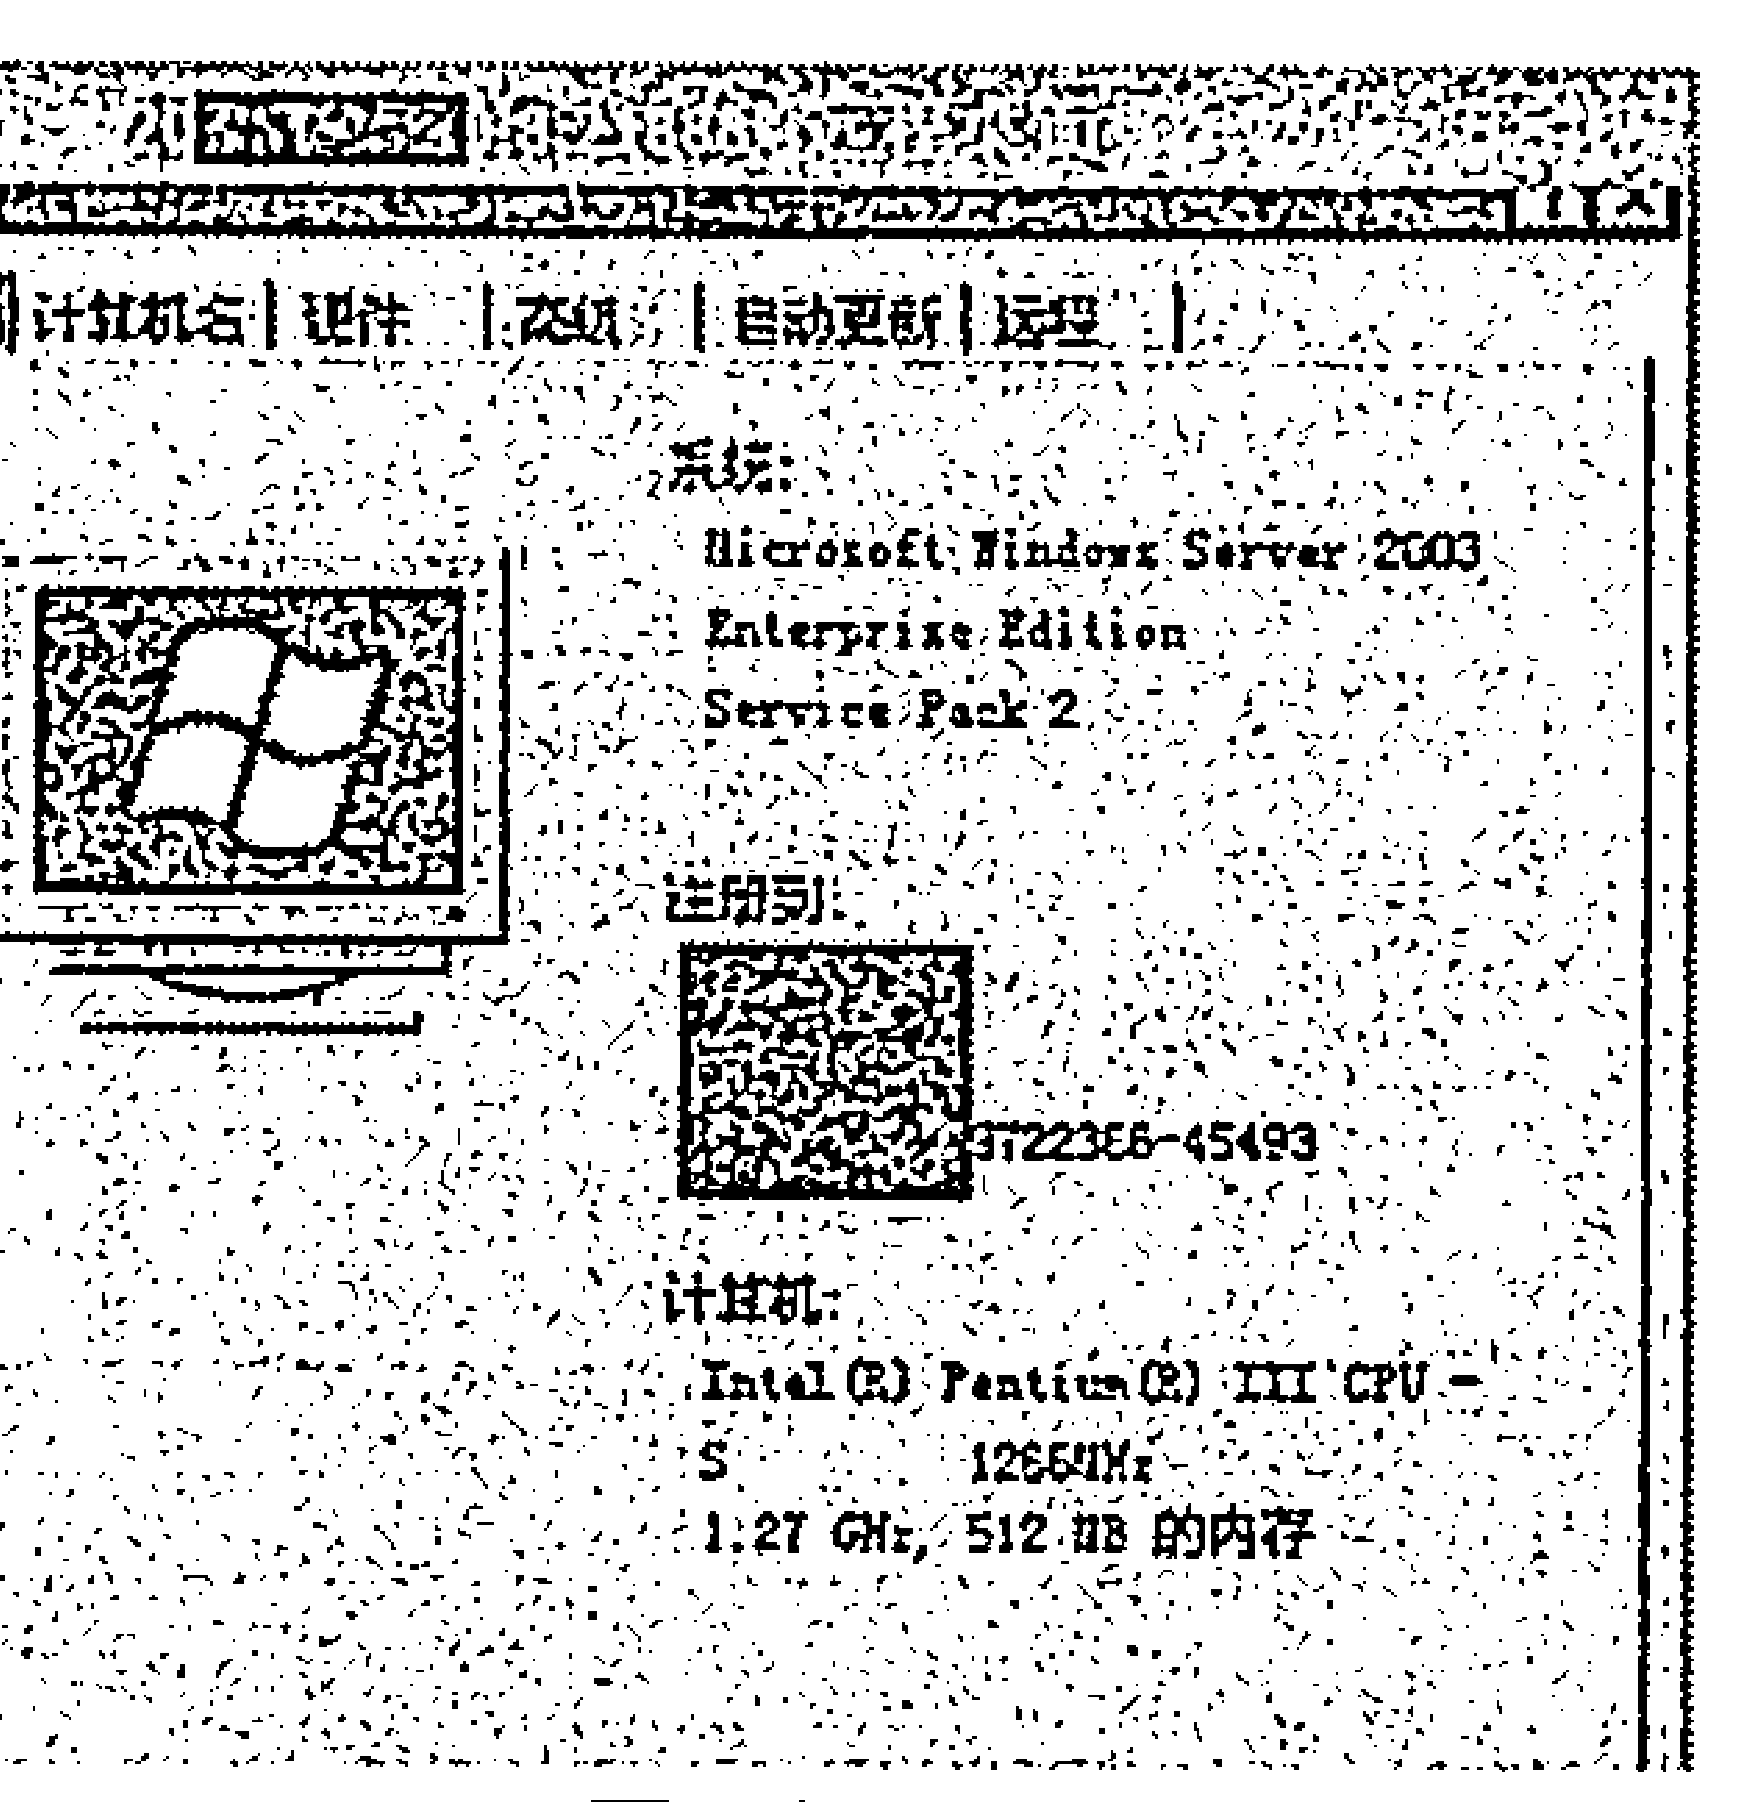 计算机名 硬件 高级 自动更新 远程
系统:
Microsoft Windows Server 2003
Enterprise Edition
Service Pack 2
注册到:
3722386-45493
计算机:
Intel(R) Pentium(R) III CPU -
S 1266MHz
1.27 GHz, 512 MB 的内存